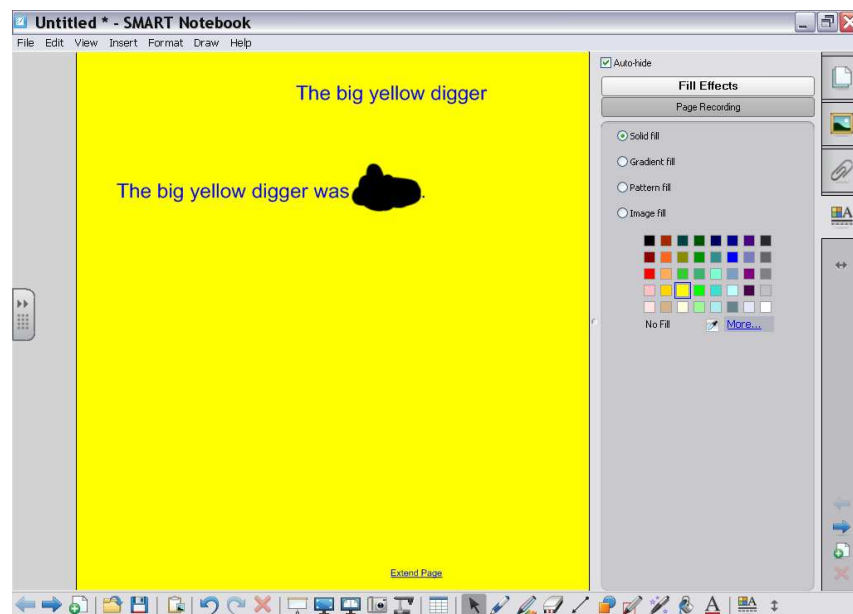 Untitled * - SMART Notebook
File Edit View Insert Format Draw Help
Auto-hide
Fill Effects
Page Recording
The big yellow digger
Solid fill
Gradient fill
The big yellow digger was .
Pattern fill
Image fill
No Fill More...
Extend Page